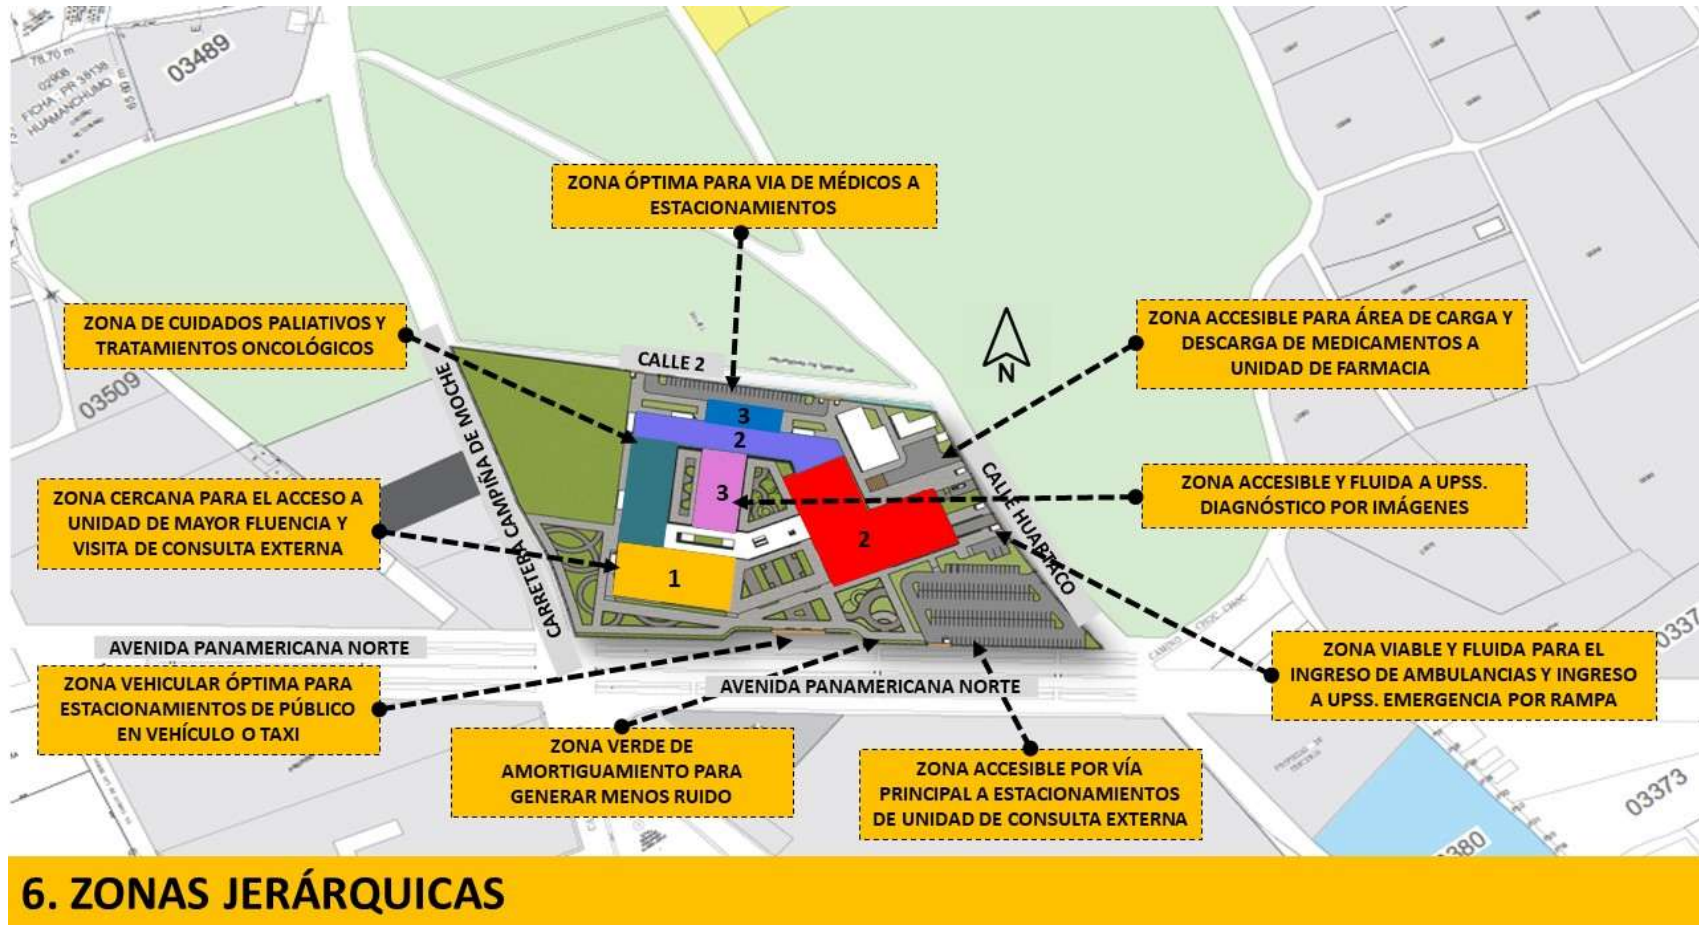 03489
78.70 m
02908
FICHA - PR 38138
HUAMANCHUMO
ZONA ÓPTIMA PARA VIA DE MÉDICOS A
ESTACIONAMIENTOS
ZONA DE CUIDADOS PALIATIVOS Y
TRATAMIENTOS ONCOLÓGICOS
ZONA ACCESIBLE PARA ÁREA DE CARGA Y
DESCARGA DE MEDICAMENTOS A
UNIDAD DE FARMACIA
N
CALLE 2
03509
CARRETERA CAMPIÑA DE MOCHE
3
2
3
2
1
CALLE HUARTACO
ZONA CERCANA PARA EL ACCESO A
UNIDAD DE MAYOR FLUENCIA Y
VISITA DE CONSULTA EXTERNA
ZONA ACCESIBLE Y FLUIDA A UPSS.
DIAGNÓSTICO POR IMÁGENES
AVENIDA PANAMERICANA NORTE
AVENIDA PANAMERICANA NORTE
ZONA VEHICULAR ÓPTIMA PARA
ESTACIONAMIENTOS DE PÚBLICO
EN VEHÍCULO O TAXI
ZONA VERDE DE
AMORTIGUAMIENTO PARA
GENERAR MENOS RUIDO
ZONA ACCESIBLE POR VÍA
PRINCIPAL A ESTACIONAMIENTOS
DE UNIDAD DE CONSULTA EXTERNA
ZONA VIABLE Y FLUIDA PARA EL
INGRESO DE AMBULANCIAS Y INGRESO
A UPSS. EMERGENCIA POR RAMPA
0337
03373
0380
6. ZONAS JERÁRQUICAS